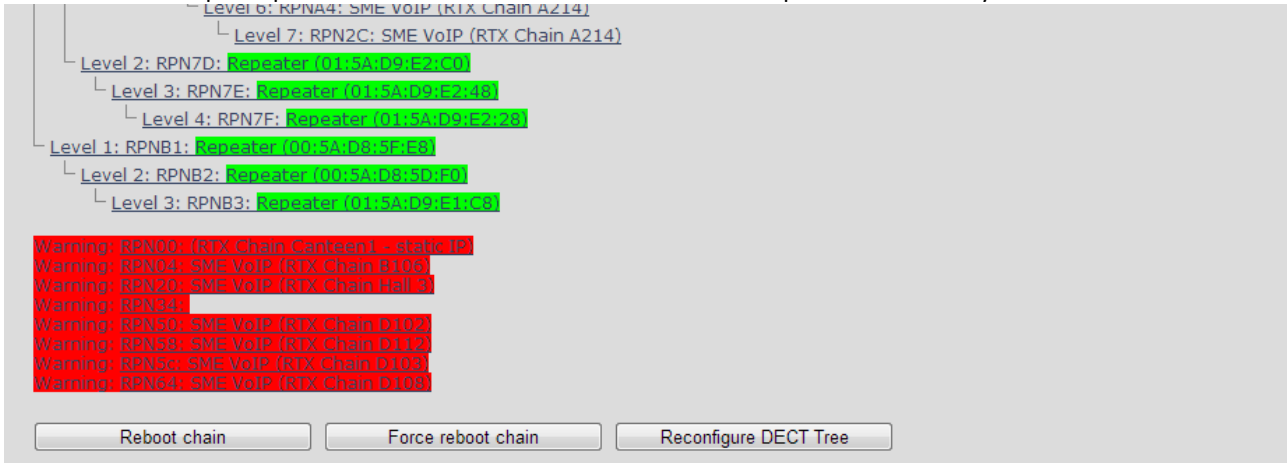 Level 6: RPNA4: SME VoIP (RTX Chain A214)
Level 7: RPN2C: SME VoIP (RTX Chain A214)
Level 2: RPN7D: Repeater (01:5A:D9:E2:C0)
Level 3: RPN7E: Repeater (01:5A:D9:E2:48)
Level 4: RPN7F: Repeater (01:5A:D9:E2:28)
Level 1: RPNB1: Repeater (00:5A:D8:5F:E8)
Level 2: RPNB2: Repeater (00:5A:D8:5D:F0)
Level 3: RPNB3: Repeater (01:5A:D9:E1:C8)
Warning: RPN00: (RTX Chain Canteen1 - static IP)
Warning: RPN04: SME VoIP (RTX Chain B106)
Warning: RPN20: SME VoIP (RTX Chain Hall 3)
Warning: RPN34:
Warning: RPN50: SME VoIP (RTX Chain D102)
Warning: RPN58: SME VoIP (RTX Chain D112)
Warning: RPN5c: SME VoIP (RTX Chain D103)
Warning: RPN64: SME VoIP (RTX Chain D108)
Reboot chain Force reboot chain Reconfigure DECT Tree